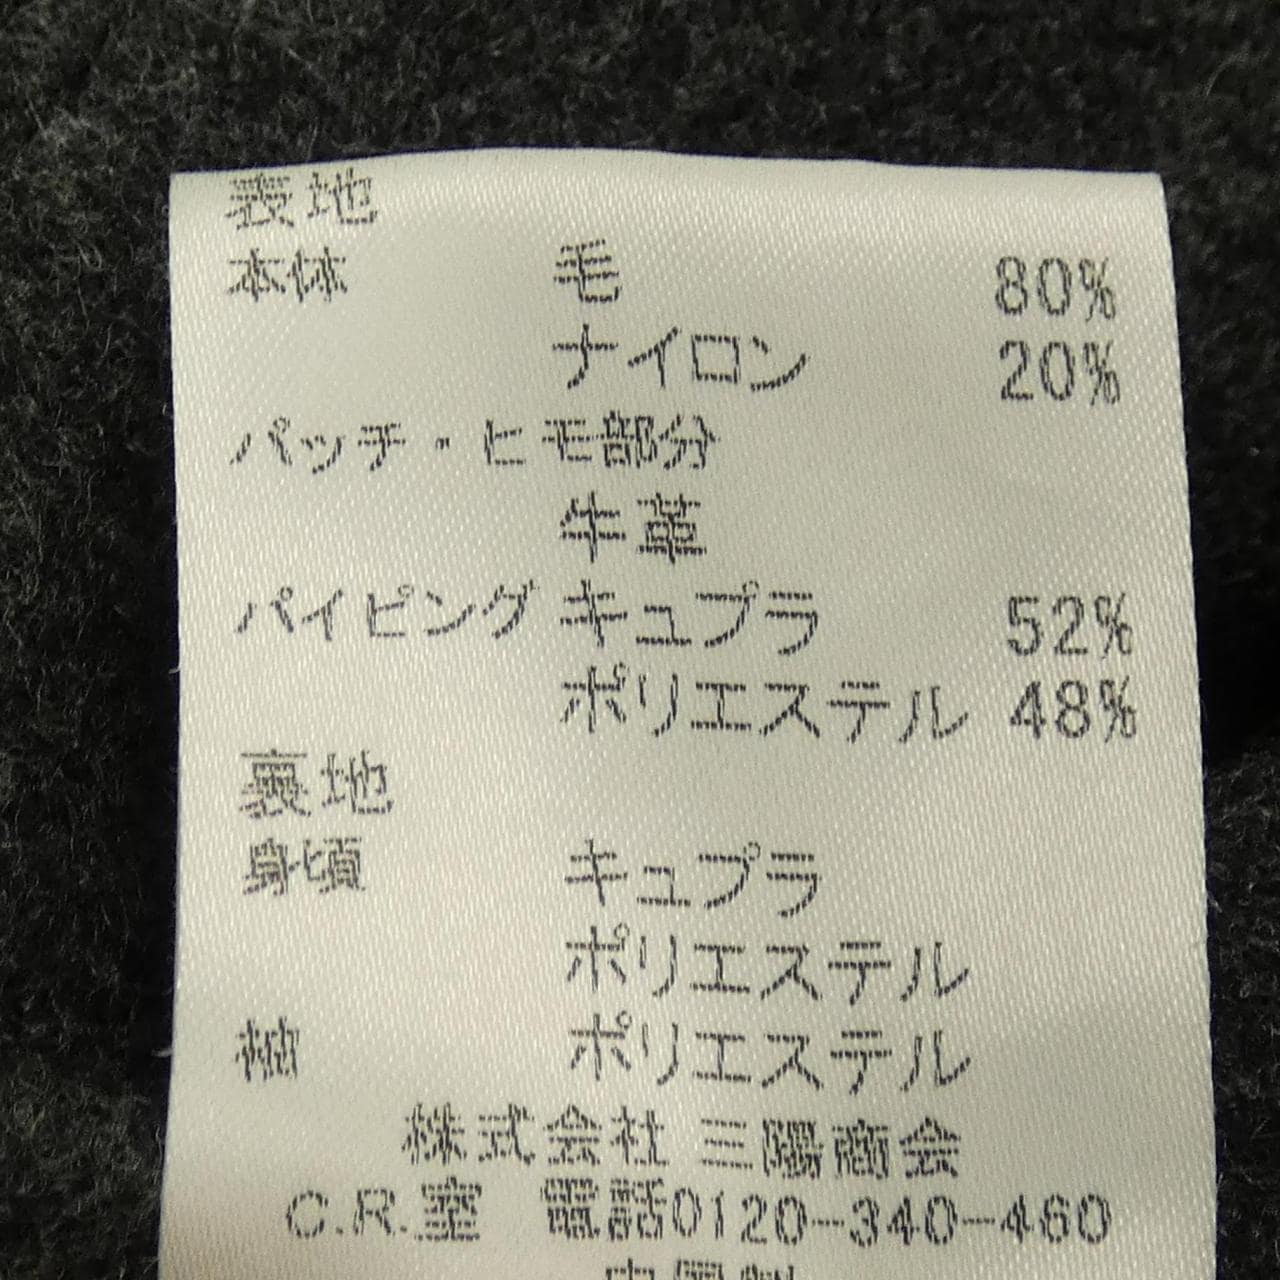 表地
本体 毛 80%
ナイロン 20%
パッチ・ヒモ部分
牛革
パイピング キュプラ 52%
ポリエステル 48%
裏地
身頃 キュプラ
ポリエステル
袖 ポリエステル
株式会社 三陽商会
C.R.室 電話0120-340-460
中国製